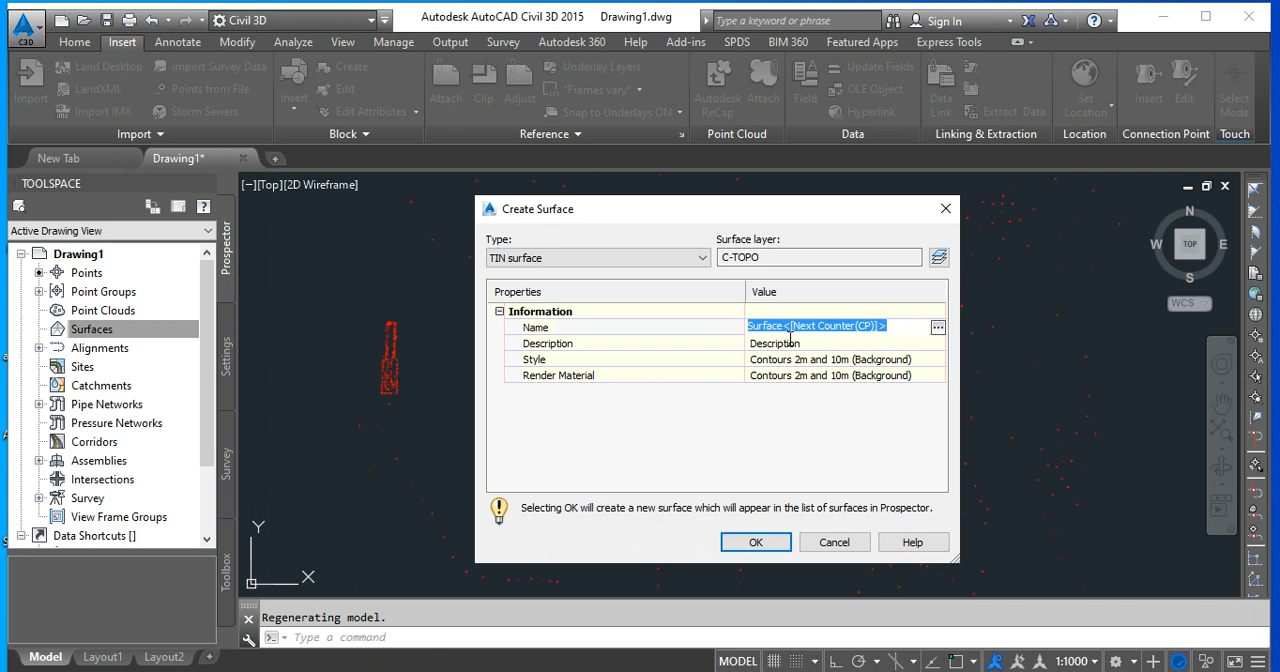 Civil 3D
Autodesk AutoCAD Civil 3D 2015 Drawing1.dwg
Type a keyword or phrase
Sign In
C3D
Home Insert Annotate Modify Analyze View Manage Output Survey Autodesk 360 Help Add-ins SPDS BIM 360 Featured Apps Express Tools
Import
Land Desktop
LandXML
Import IMX
Import Survey Data
Points from File
Storm Sewers
Insert
Create
Edit
Edit Attributes
Attach
Clip
Adjust
Underlay Layers
*Frames vary*
Snap to Underlays ON
Autodesk ReCap
Attach
Field
Update Fields
OLE Object
Hyperlink
Data Link
Extract Data
Set Location
Insert
Edit
Select Mode
Import Block Reference Point Cloud Data Linking & Extraction Location Connection Point Touch
New Tab Drawing1*
TOOLSPACE
Active Drawing View
Drawing1
Points
Point Groups
Point Clouds
Surfaces
Alignments
Sites
Catchments
Pipe Networks
Pressure Networks
Corridors
Assemblies
Intersections
Survey
View Frame Groups
Data Shortcuts []
Prospector
Settings
Survey
Toolbox
[−][Top][2D Wireframe]
Create Surface
Type:
TIN surface
Surface layer:
C-TOPO
Properties Value
Information
Name Surface<[Next Counter(CP)]>
Description Description
Style Contours 2m and 10m (Background)
Render Material Contours 2m and 10m (Background)
Selecting OK will create a new surface which will appear in the list of surfaces in Prospector.
OK Cancel Help
N
W TOP E
S
WCS
Y
X
Regenerating model.
Type a command
Model Layout1 Layout2
MODEL 1:1000